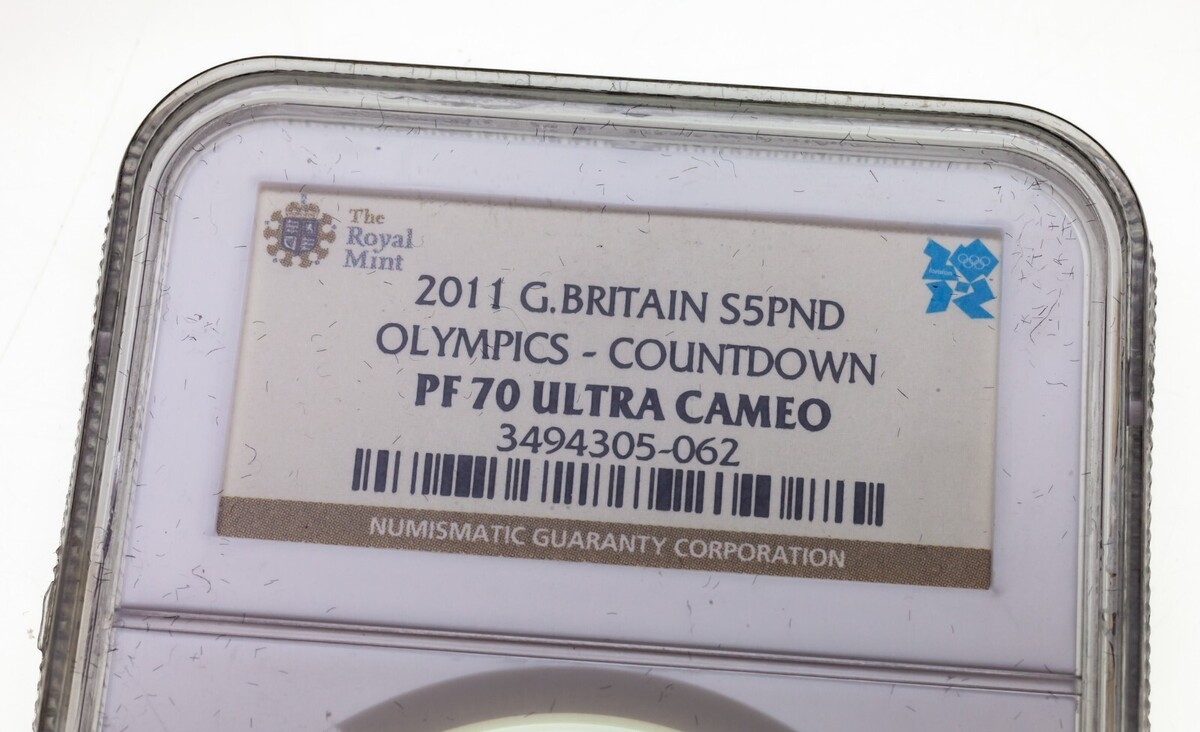 The
Royal
Mint
2011 G.BRITAIN S5PND
OLYMPICS - COUNTDOWN
PF 70 ULTRA CAMEO
3494305-062
NUMISMATIC GUARANTY CORPORATION